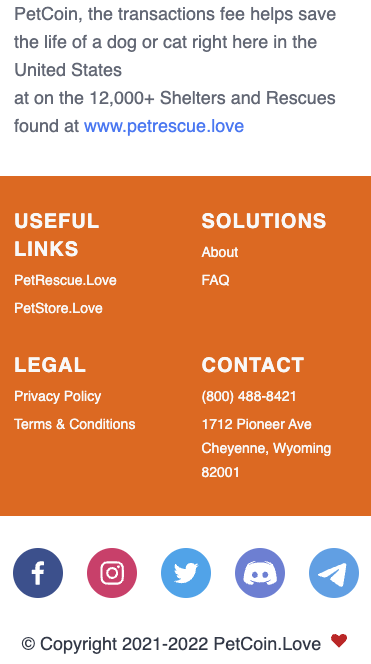 PetCoin, the transactions fee helps save
the life of a dog or cat right here in the
United States
at on the 12,000+ Shelters and Rescues
found at www.petrescue.love
USEFUL
LINKS
PetRescue.Love
PetStore.Love
SOLUTIONS
About
FAQ
LEGAL
Privacy Policy
Terms & Conditions
CONTACT
(800) 488-8421
1712 Pioneer Ave
Cheyenne, Wyoming
82001
© Copyright 2021-2022 PetCoin.Love